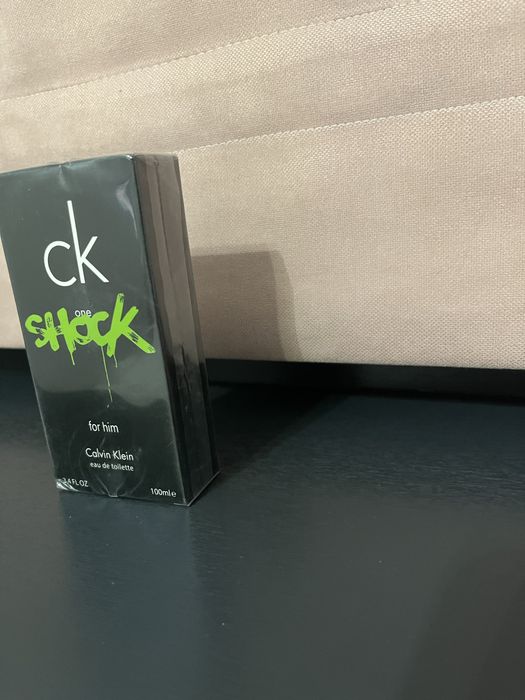 ck
one
SHOCK
for him
Calvin Klein
eau de toilette
3.4 FL OZ
100ml e